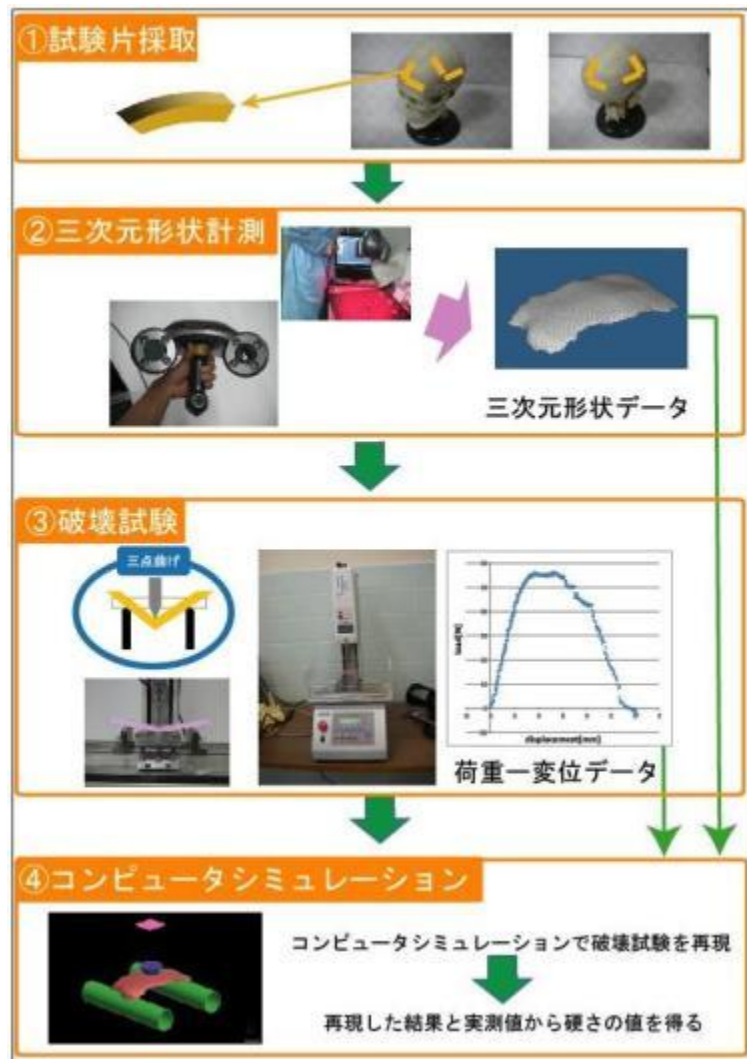 ①試験片採取
②三次元形状計測
三次元形状データ
③破壊試験
三点曲げ
load[N]
displacement[mm]
荷重ー変位データ
④コンピュータシミュレーション
コンピュータシミュレーションで破壊試験を再現
再現した結果と実測値から硬さの値を得る